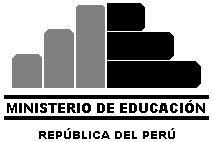 MINISTERIO DE EDUCACIÓN
REPÚBLICA DEL PERÚ